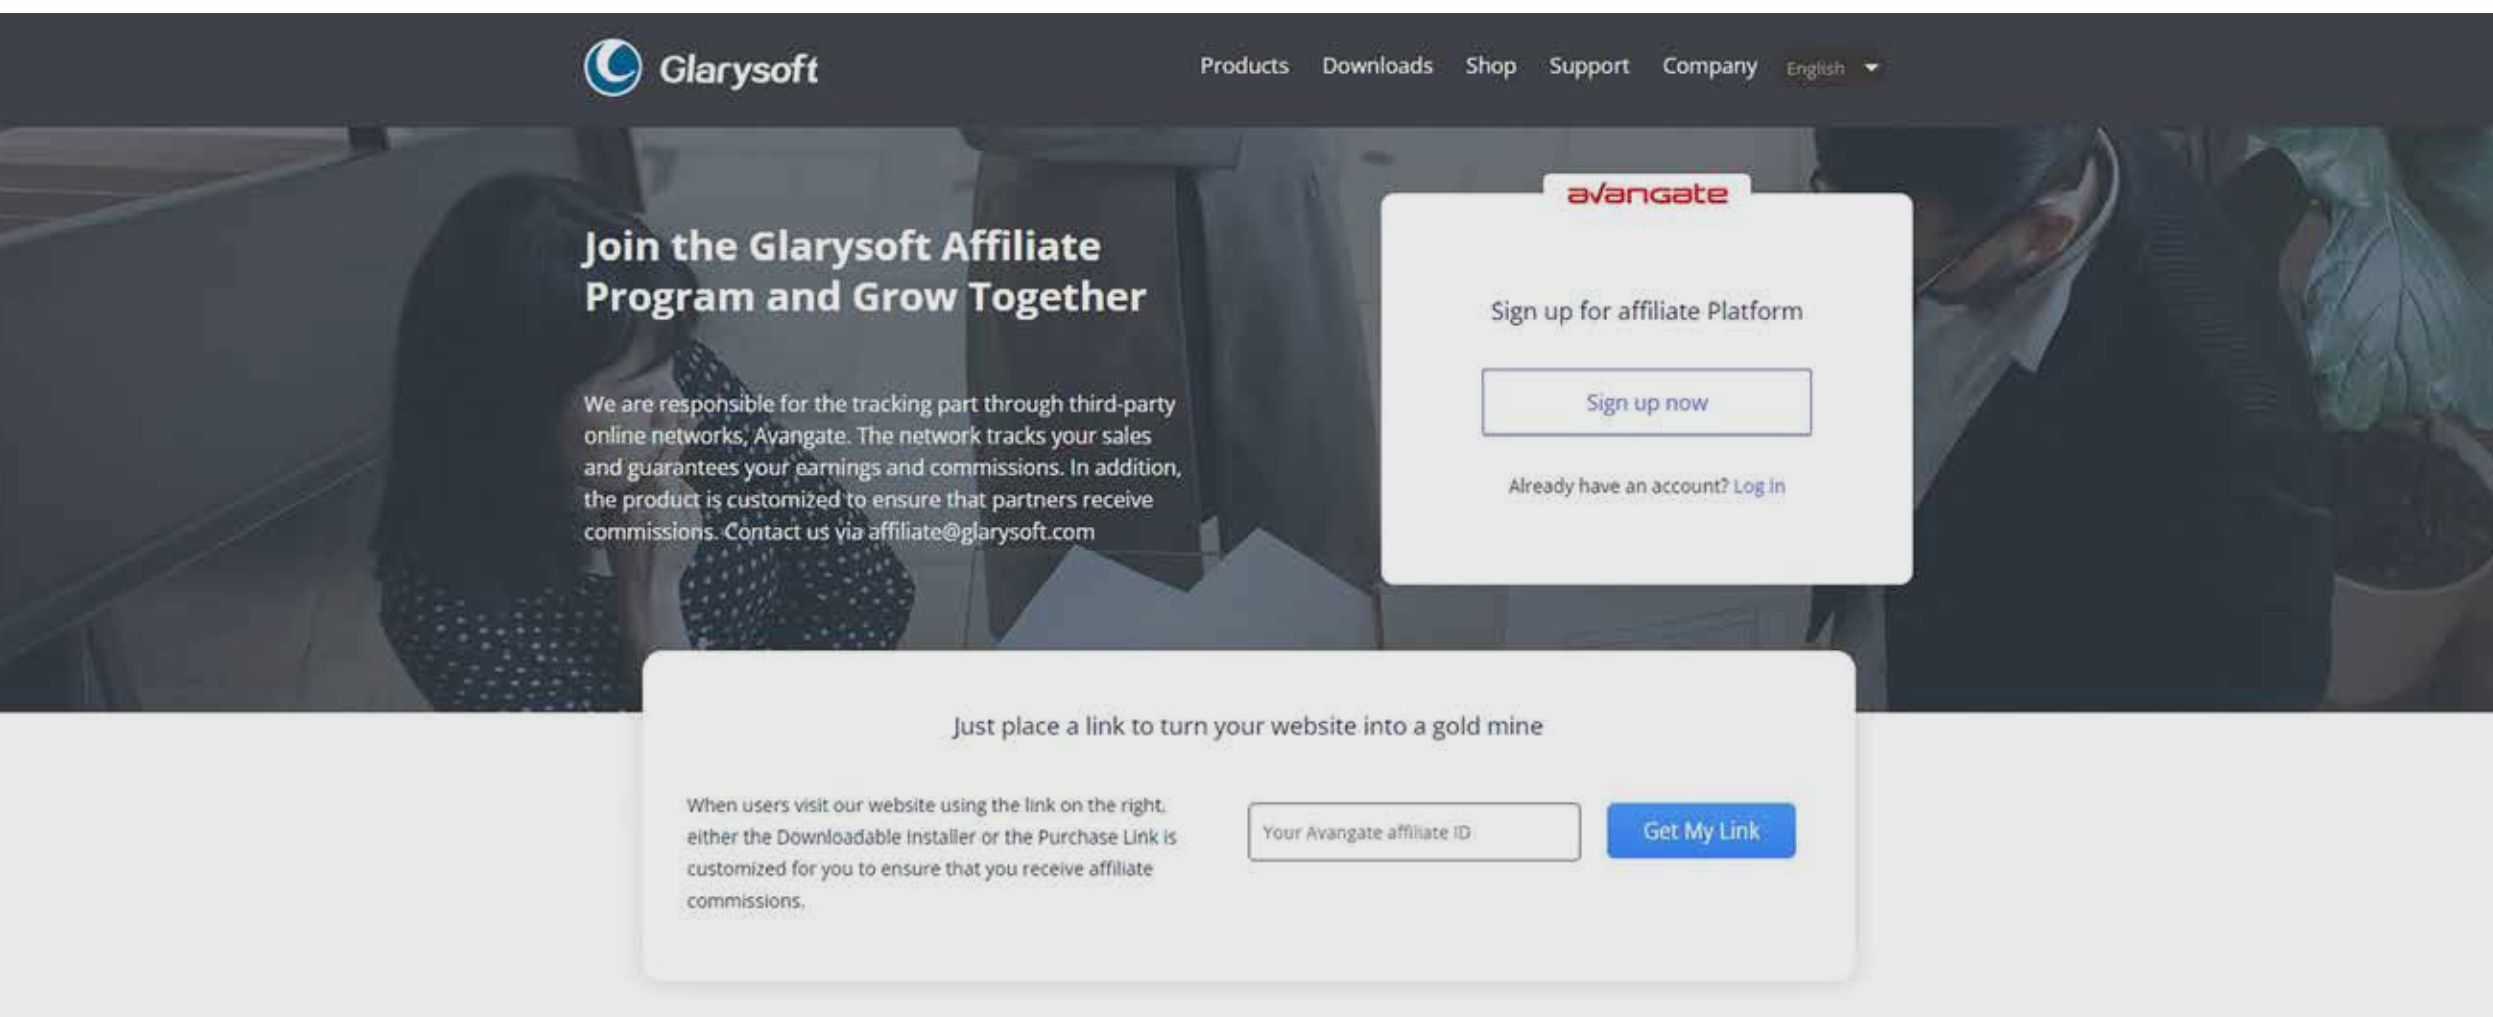 Glarysoft
Products Downloads Shop Support Company English
Join the Glarysoft Affiliate
Program and Grow Together
We are responsible for the tracking part through third-party
online networks, Avangate. The network tracks your sales
and guarantees your earnings and commissions. In addition,
the product is customized to ensure that partners receive
commissions. Contact us via affiliate@glarysoft.com
avangate
Sign up for affiliate Platform
Sign up now
Already have an account? Log in
Just place a link to turn your website into a gold mine
When users visit our website using the link on the right,
either the Downloadable Installer or the Purchase Link is
customized for you to ensure that you receive affiliate
commissions.
Your Avangate affiliate ID
Get My Link